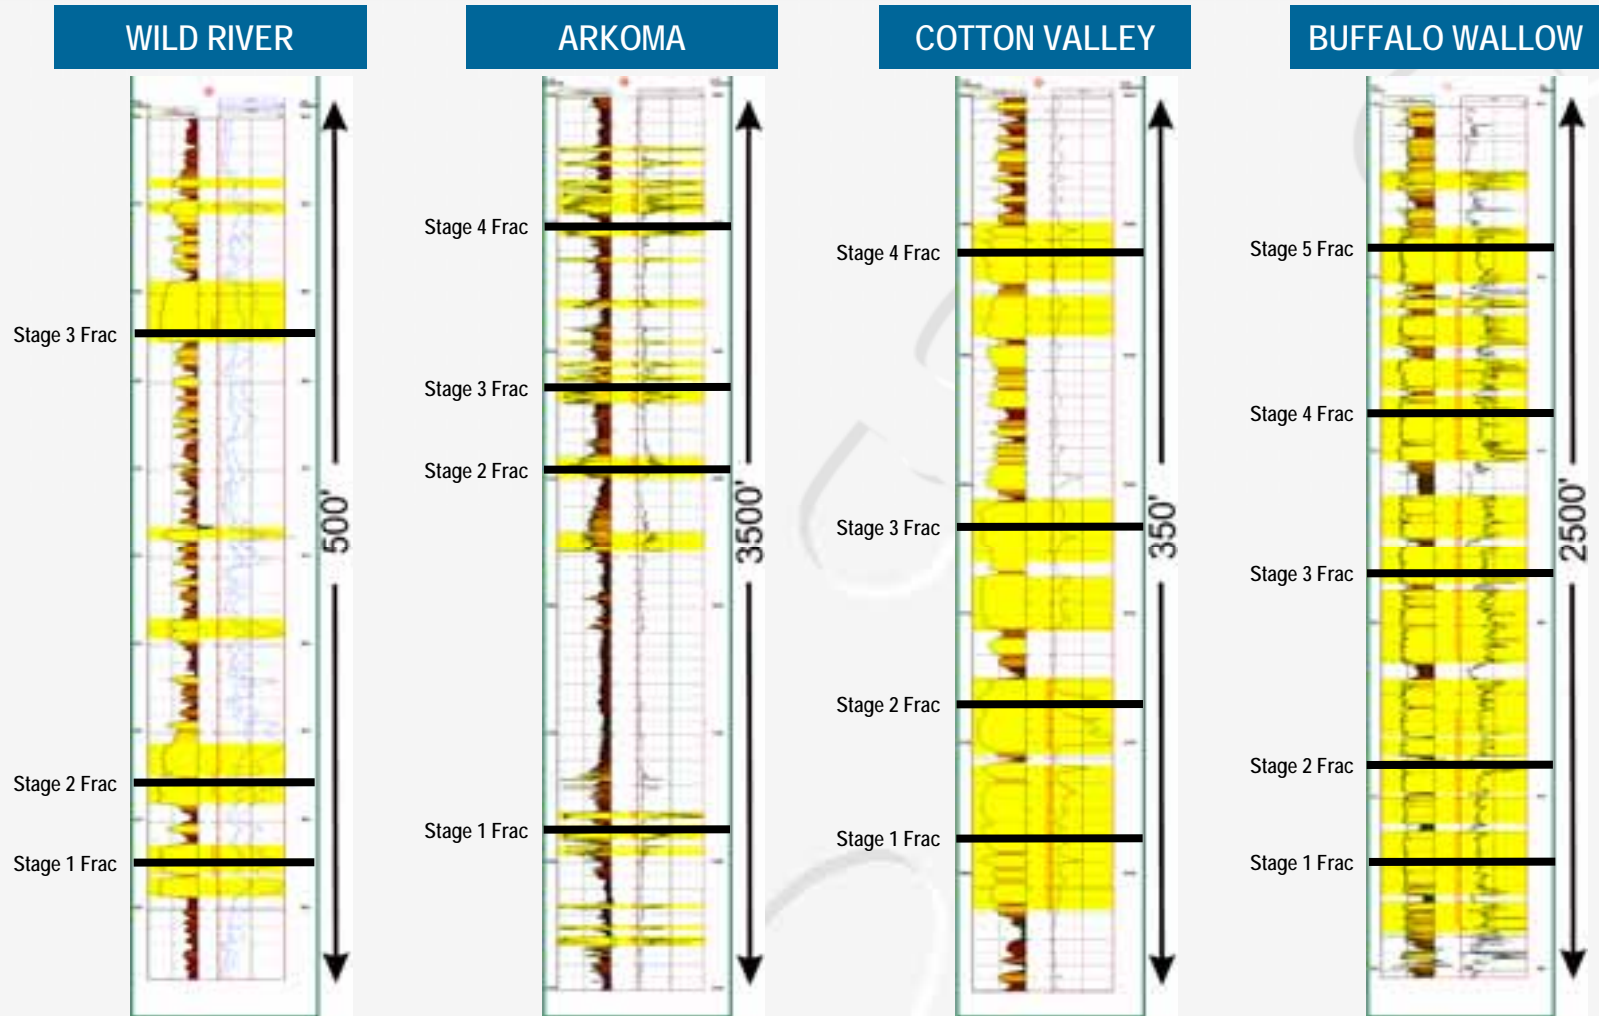 WILD RIVER
ARKOMA
COTTON VALLEY
BUFFALO WALLOW
Stage 3 Frac
Stage 2 Frac
Stage 1 Frac
500'
Stage 4 Frac
Stage 3 Frac
Stage 2 Frac
Stage 1 Frac
3500'
Stage 4 Frac
Stage 3 Frac
Stage 2 Frac
Stage 1 Frac
350'
Stage 5 Frac
Stage 4 Frac
Stage 3 Frac
Stage 2 Frac
Stage 1 Frac
2500'